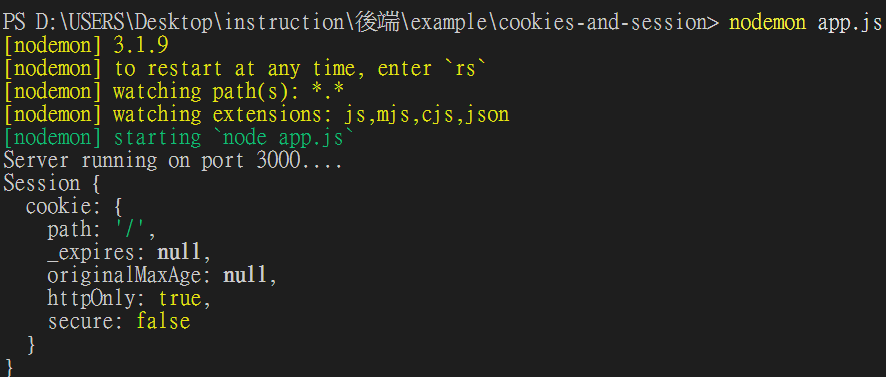 PS D:\USERS\Desktop\instruction\後端\example\cookies-and-session> nodemon app.js
[nodemon] 3.1.9
[nodemon] to restart at any time, enter `rs`
[nodemon] watching path(s): *.*
[nodemon] watching extensions: js,mjs,cjs,json
[nodemon] starting `node app.js`
Server running on port 3000....
Session {
  cookie: {
    path: '/',
    _expires: null,
    originalMaxAge: null,
    httpOnly: true,
    secure: false
  }
}